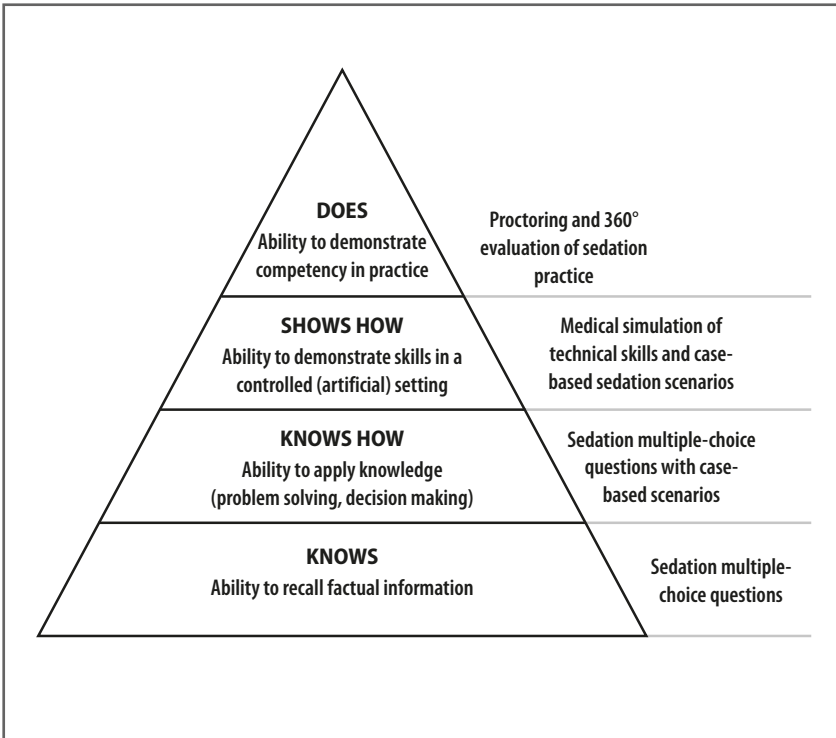 DOES
Ability to demonstrate
competency in practice
Proctoring and 360°
evaluation of sedation
practice
SHOWS HOW
Ability to demonstrate skills in a
controlled (artificial) setting
Medical simulation of
technical skills and case-
based sedation scenarios
KNOWS HOW
Ability to apply knowledge
(problem solving, decision making)
Sedation multiple-choice
questions with case-
based scenarios
KNOWS
Ability to recall factual information
Sedation multiple-
choice questions